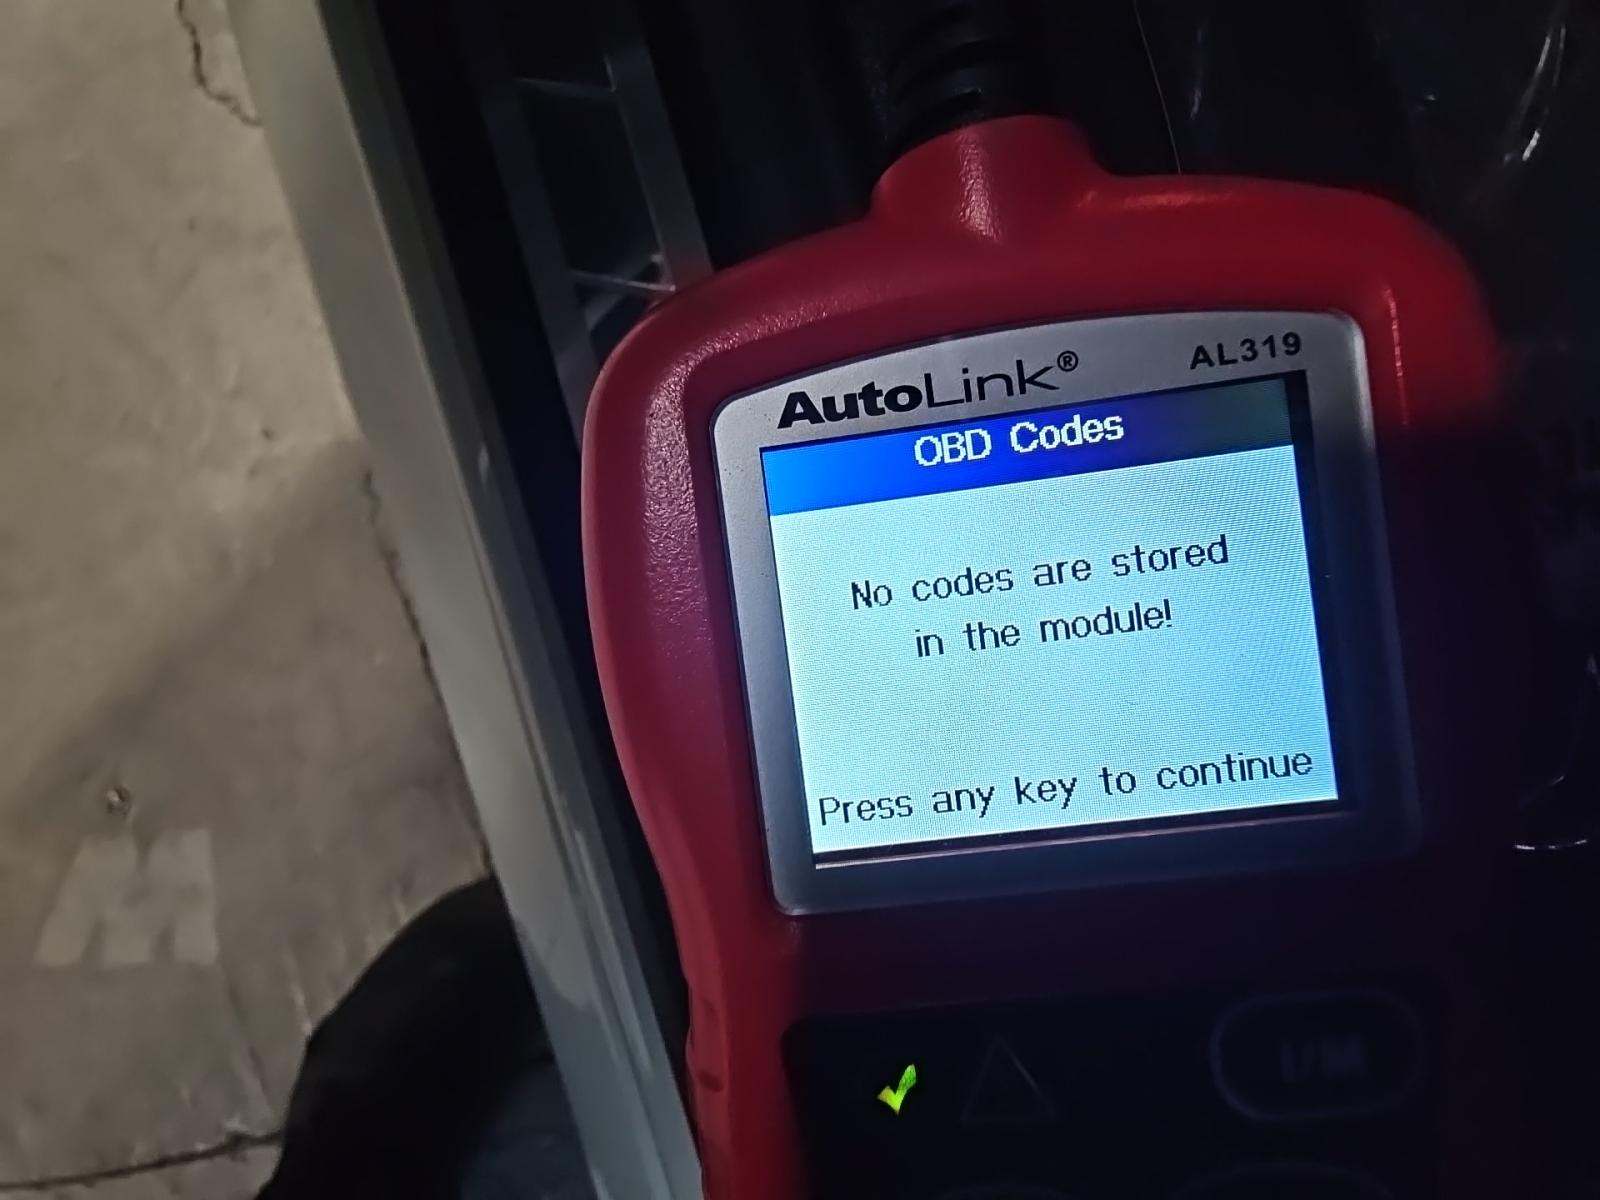 AutoLink®
AL319
OBD Codes
No codes are stored
in the module!
Press any key to continue
I/M